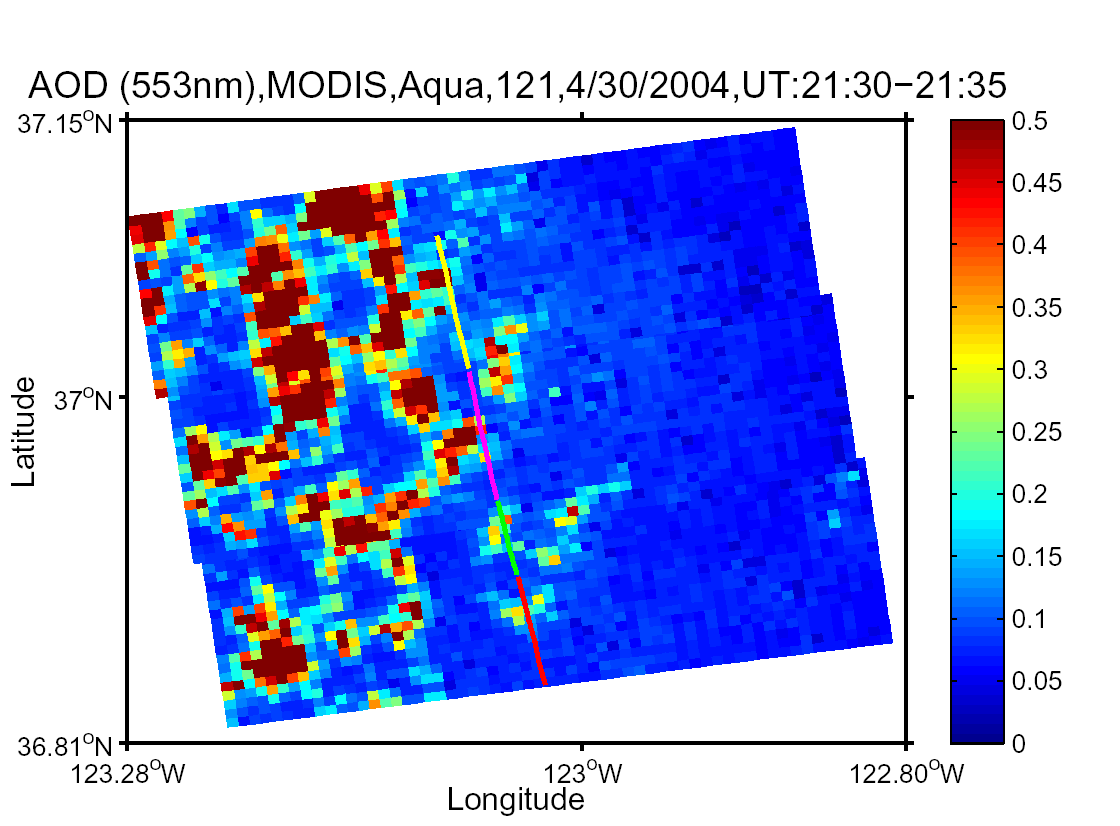 AOD (553nm),MODIS,Aqua,121,4/30/2004,UT:21:30−21:35
37.15°N
37°N
36.81°N
Latitude
123.28°W
123°W
122.80°W
Longitude
0.5
0.45
0.4
0.35
0.3
0.25
0.2
0.15
0.1
0.05
0